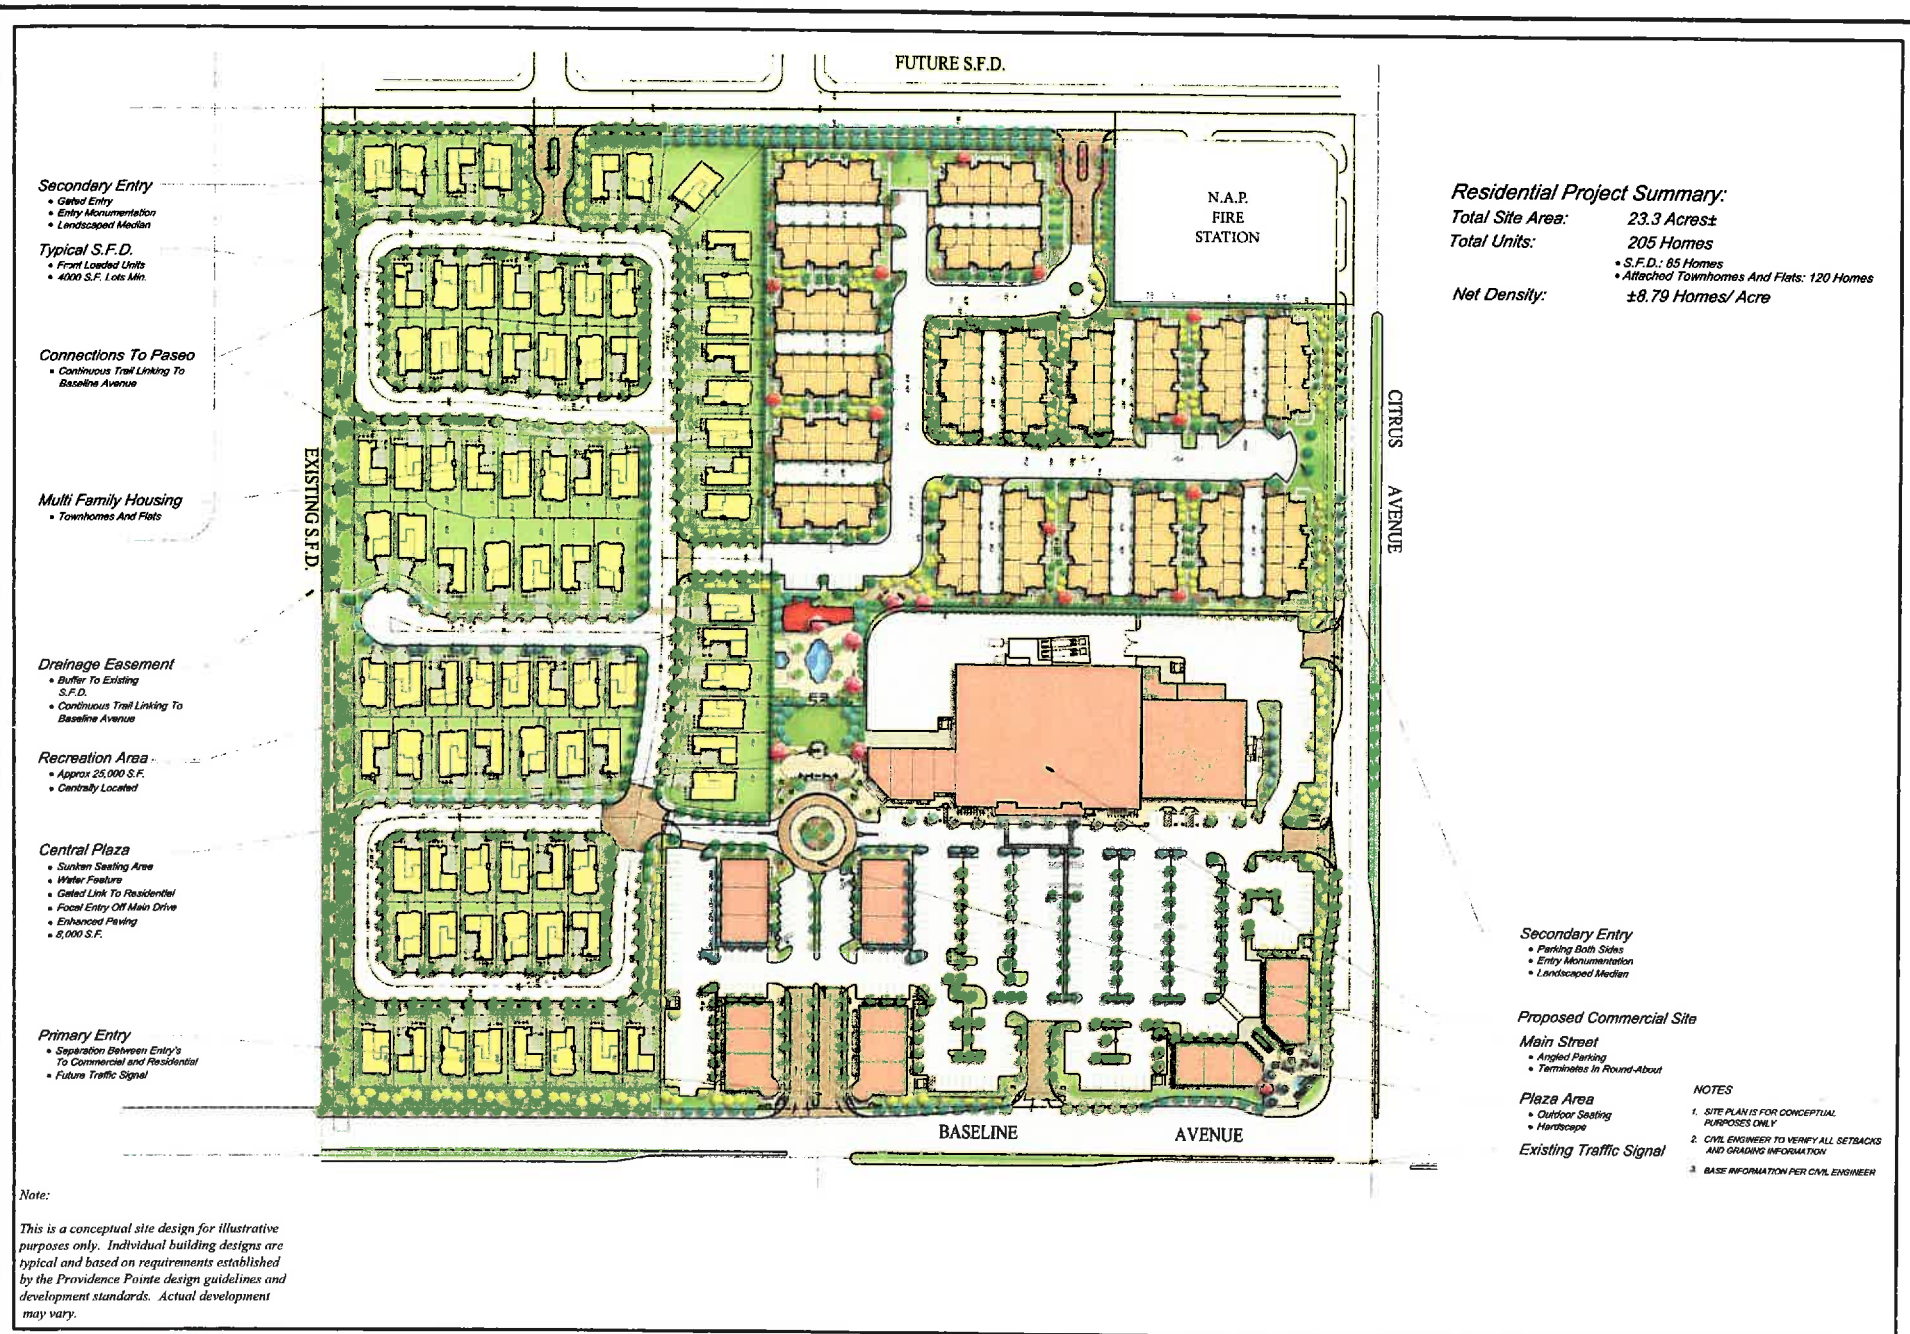 FUTURE S.F.D.
Secondary Entry
• Gated Entry
• Entry Monumentation
• Landscaped Median
Typical S.F.D.
• Front Loaded Units
• 4000 S.F. Lots Min.
Connections To Paseo
• Continuous Trail Linking To
Baseline Avenue
Multi Family Housing
• Townhomes And Flats
Drainage Easement
• Buffer To Existing
S.F.D.
• Continuous Trail Linking To
Baseline Avenue
Recreation Area
• Approx 25,000 S.F.
• Centrally Located
Central Plaza
• Sunken Seating Area
• Water Feature
• Gated Link To Residential
• Focal Entry Off Main Drive
• Enhanced Paving
• 8,000 S.F.
Primary Entry
• Separation Between Entry's
To Commercial and Residential
• Future Traffic Signal
EXISTING S.F.D.
N.A.P.
FIRE
STATION
CITRUS AVENUE
BASELINE AVENUE
Residential Project Summary:
Total Site Area: 23.3 Acres±
Total Units: 205 Homes
• S.F.D.: 85 Homes
• Attached Townhomes And Flats: 120 Homes
Net Density: ±8.79 Homes/ Acre
Secondary Entry
• Parking Both Sides
• Entry Monumentation
• Landscaped Median
Proposed Commercial Site
Main Street
• Angled Parking
• Terminates In Round-About
Plaza Area
• Outdoor Seating
• Hardscape
Existing Traffic Signal
NOTES
1. SITE PLAN IS FOR CONCEPTUAL
PURPOSES ONLY
2. CIVIL ENGINEER TO VERIFY ALL SETBACKS
AND GRADING INFORMATION
3. BASE INFORMATION PER CIVIL ENGINEER
Note:
This is a conceptual site design for illustrative
purposes only. Individual building designs are
typical and based on requirements established
by the Providence Pointe design guidelines and
development standards. Actual development
may vary.